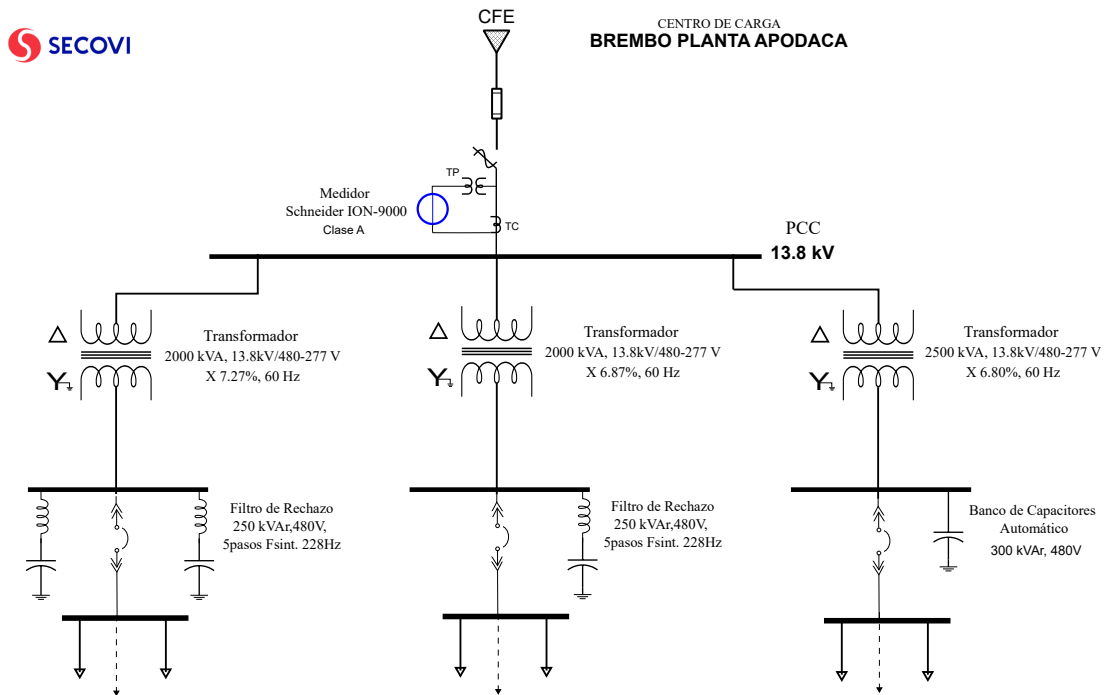 SECOVI
CFE
CENTRO DE CARGA
BREMBO PLANTA APODACA
TP
Medidor
Schneider ION-9000
Clase A
TC
PCC
13.8 kV
Transformador
2000 kVA, 13.8kV/480-277 V
X 7.27%, 60 Hz
Transformador
2000 kVA, 13.8kV/480-277 V
X 6.87%, 60 Hz
Transformador
2500 kVA, 13.8kV/480-277 V
X 6.80%, 60 Hz
Filtro de Rechazo
250 kVAr,480V,
5pasos Fsint. 228Hz
Filtro de Rechazo
250 kVAr,480V,
5pasos Fsint. 228Hz
Banco de Capacitores
Automático
300 kVAr, 480V